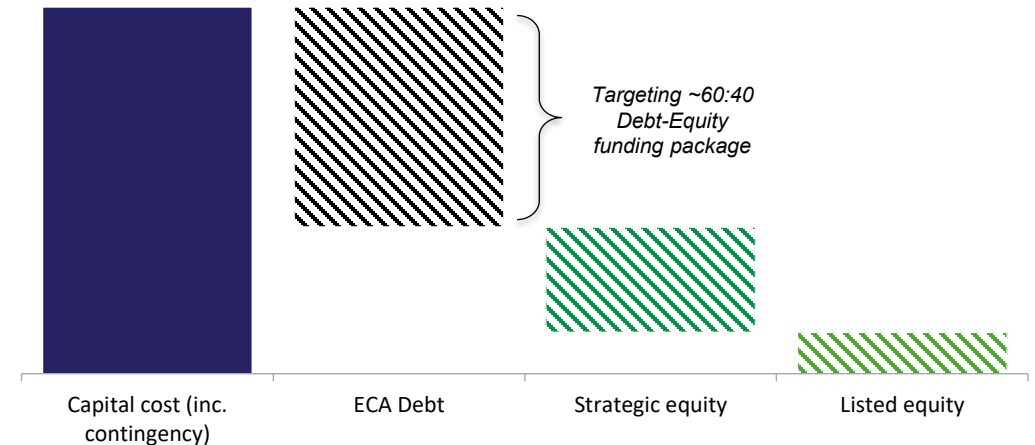 Targeting ~60:40
Debt-Equity
funding package
Capital cost (inc.
contingency)
ECA Debt
Strategic equity
Listed equity